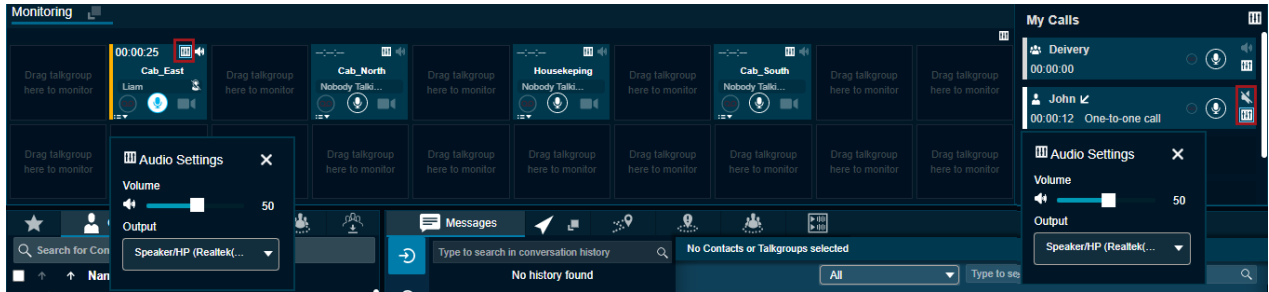 Monitoring
My Calls
00:00:25
Cab_East
Liam
Drag talkgroup
here to monitor
Drag talkgroup
here to monitor
--:--:--
Cab_North
Nobody Talki...
Drag talkgroup
here to monitor
--:--:--
Housekeping
Nobody Talki...
Drag talkgroup
here to monitor
--:--:--
Cab_South
Nobody Talki...
Drag talkgroup
here to monitor
Drag talkgroup
here to monitor
Deivery
00:00:00
John
00:00:12 One-to-one call
Drag talkgroup
here to monitor
Drag talkgroup
here to monitor
Drag talkgroup
here to monitor
Drag talkgroup
here to monitor
Drag talkgroup
here to monitor
Drag talkgroup
here to monitor
Drag talkgroup
here to monitor
Audio Settings
Volume
50
Output
Speaker/HP (Realtek(...
Audio Settings
Volume
50
Output
Speaker/HP (Realtek(...
Messages
Search for Con
Nan
Type to search in conversation history
No history found
No Contacts or Talkgroups selected
All
Type to se